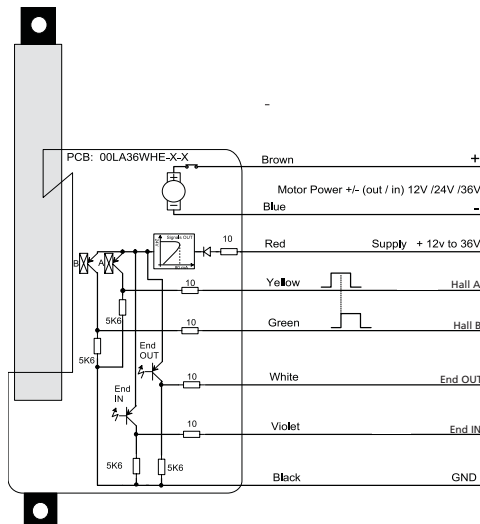 PCB: 00LA36WHE-X-X
Brown +
Motor Power +/- (out / in) 12V /24V /36V
Blue -
Signals OUT
10 Red Supply + 12v to 36V
B A
10 Yellow Hall A
5K6
10 Green Hall B
5K6
End
OUT
10 White End OUT
End
IN
10 Violet End IN
5K6 5K6
Black GND